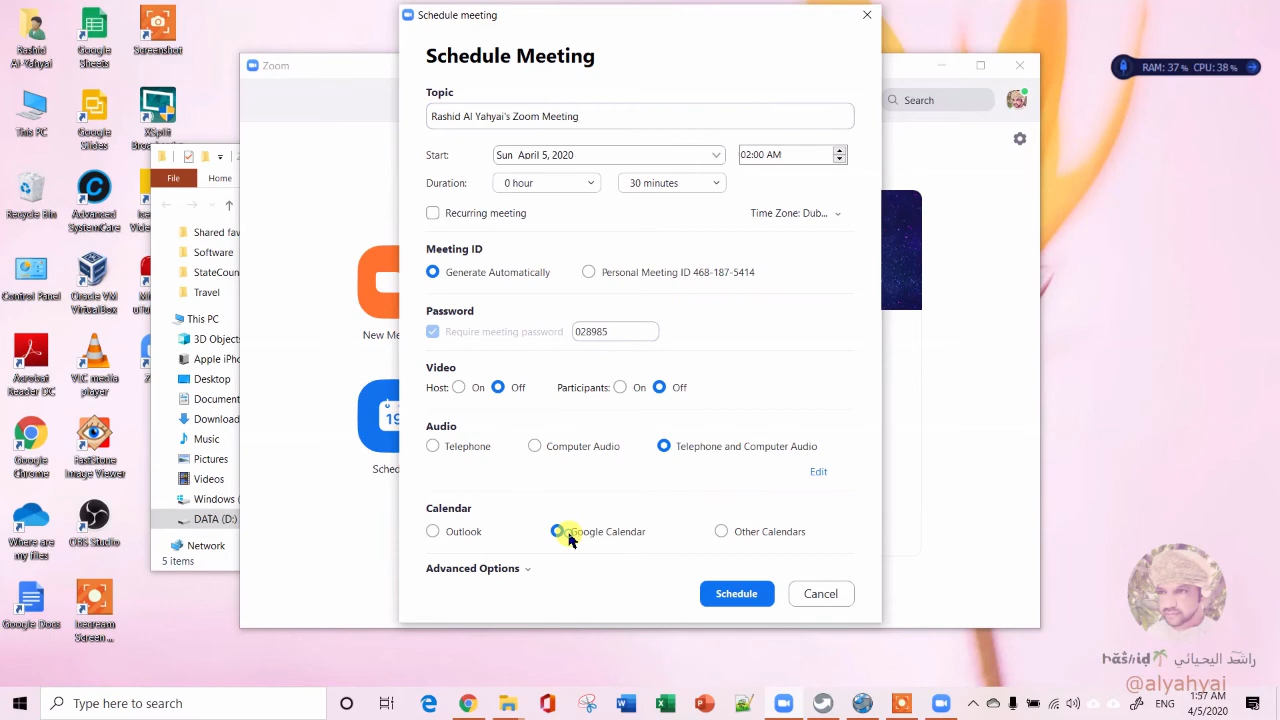 Schedule meeting
Rashid
Al-Yahyai
Google
Sheets
Screenshot
Schedule Meeting
Zoom
RAM: 37 % CPU: 38 %
Topic
Search
Rashid Al Yahyai's Zoom Meeting
This PC
Google
Slides
XSplit
Start:
Sun April 5, 2020
02:00 AM
File
Home
Duration:
0 hour
30 minutes
Recycle Bin
Advanced
SystemCare
Recurring meeting
Time Zone: Dub...
Shared fav
Software
Meeting ID
StateCoun
Generate Automatically
Personal Meeting ID 468-187-5414
Travel
Control Panel
Oracle VM
VirtualBox
Password
This PC
Require meeting password
028985
3D Objects
New Me
Apple iPho
Video
Acrobat
Reader DC
VLC media
player
Desktop
Host:
On
Off
Participants:
On
Off
Document
Download
Audio
19
Music
Telephone
Computer Audio
Telephone and Computer Audio
Google
Chrome
FastStone
Image Viewer
Pictures
Sched
Edit
Videos
Windows (
Calendar
DATA (D:)
Outlook
Google Calendar
Other Calendars
Where are
my files
OBS Studio
Network
5 items
Advanced Options
Schedule
Cancel
Google Docs
Icecream
Screen ...
راشد اليحيائي
@alyahyai
Type here to search
ENG
1:57 AM
4/5/2020